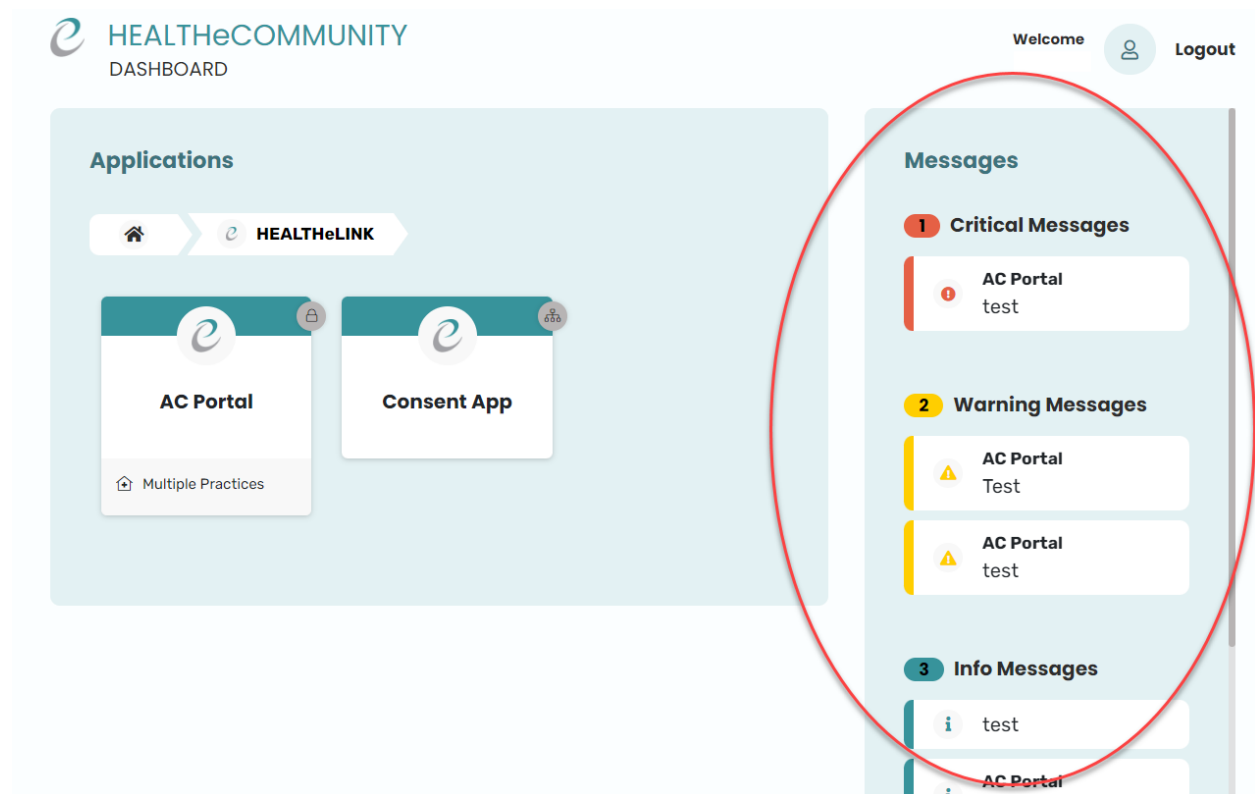 HEALTHeCOMMUNITY
DASHBOARD
Welcome
Logout
Applications
HEALTHeLINK
AC Portal
Multiple Practices
Consent App
Messages
1 Critical Messages
AC Portal
test
2 Warning Messages
AC Portal
Test
AC Portal
test
3 Info Messages
test
AC Portal